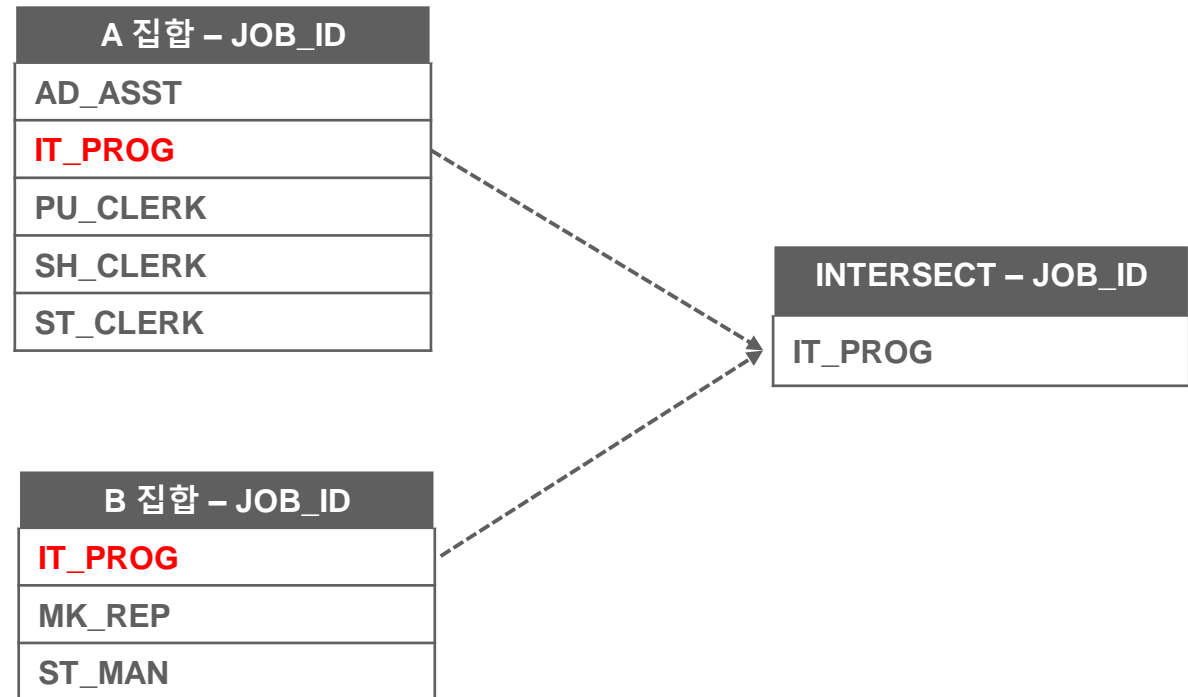 A 집합 – JOB_ID
AD_ASST
IT_PROG
PU_CLERK
SH_CLERK
ST_CLERK
INTERSECT – JOB_ID
IT_PROG
B 집합 – JOB_ID
IT_PROG
MK_REP
ST_MAN